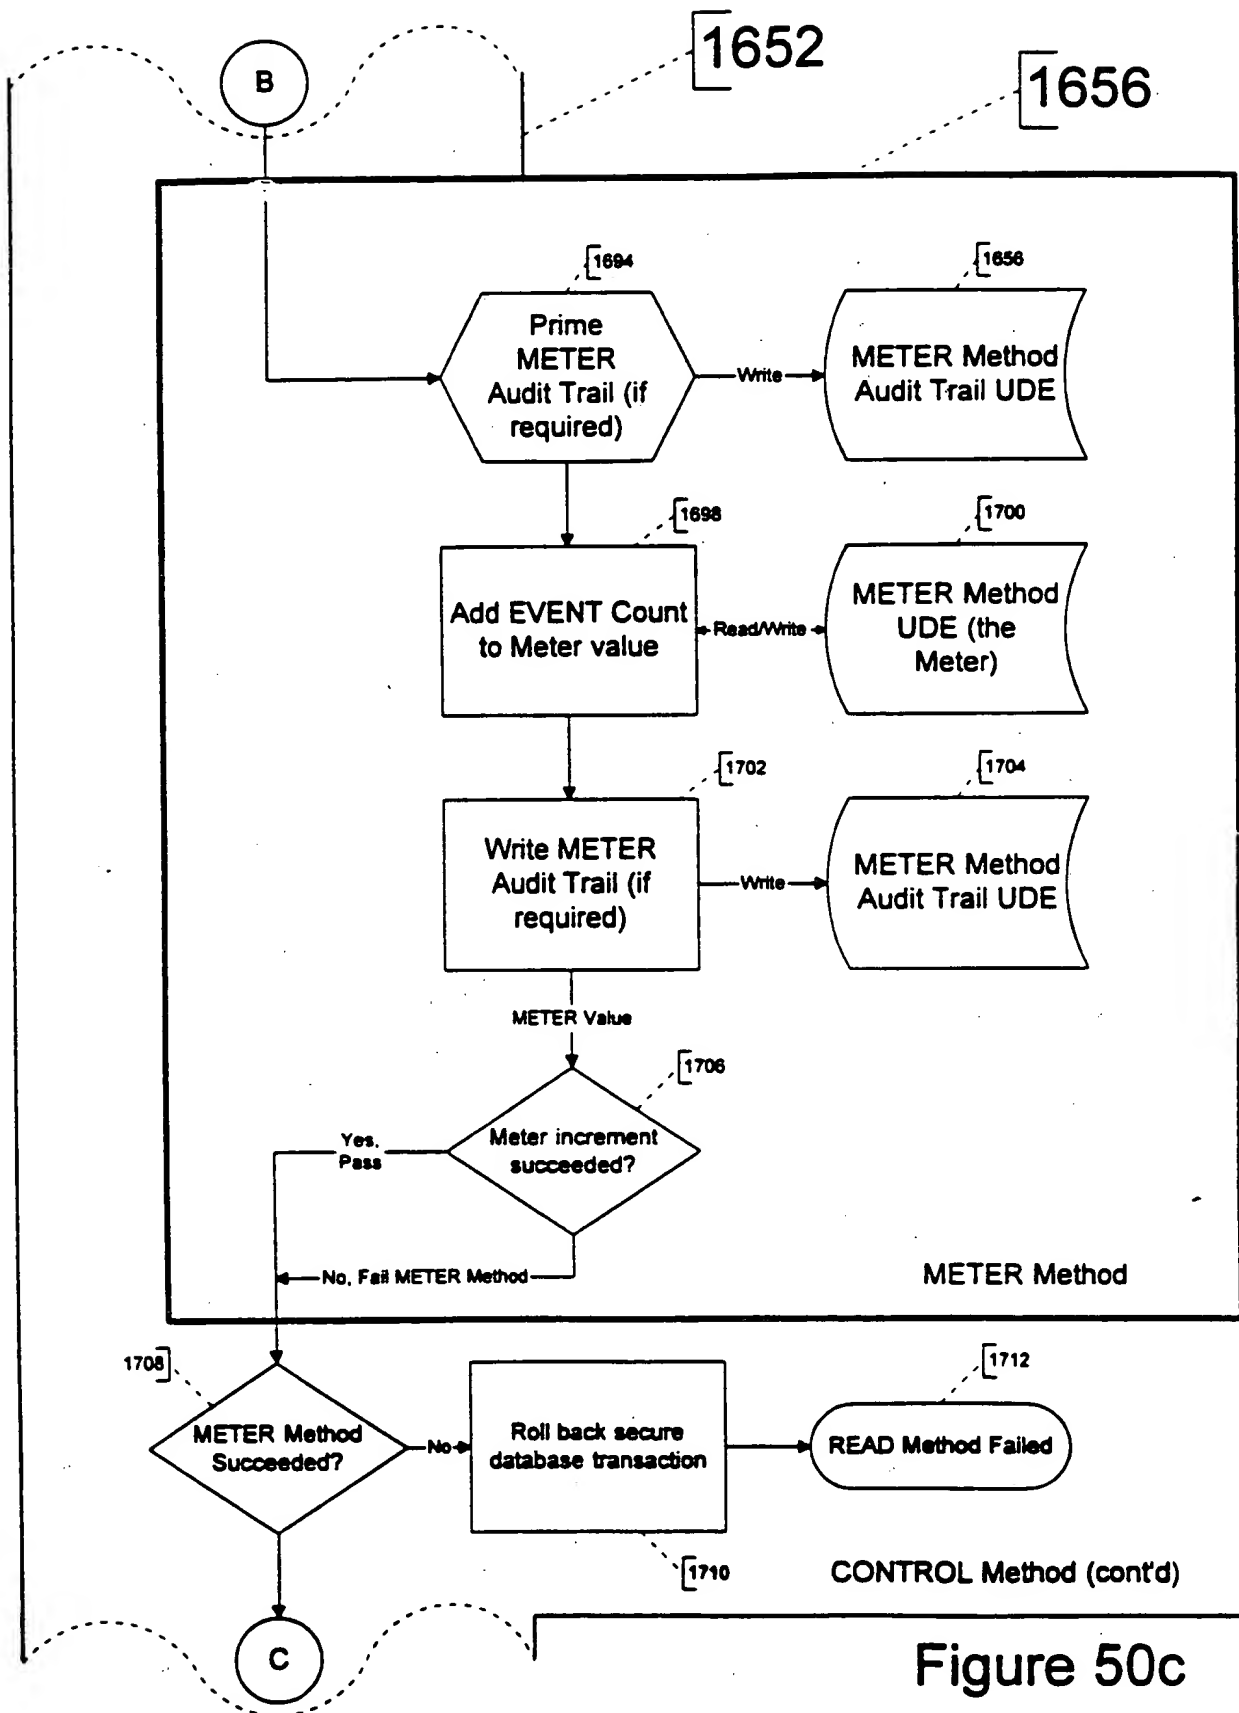 1652
B
1656
1694
1656
Prime
METER
Audit Trail (if
required)
Write
METER Method
Audit Trail UDE
1698
1700
Add EVENT Count
to Meter value
Read/Write
METER Method
UDE (the
Meter)
1702
1704
Write METER
Audit Trail (if
required)
Write
METER Method
Audit Trail UDE
METER Value
1706
Meter increment
succeeded?
Yes,
Pass
No, Fail METER Method
METER Method
1708
1712
METER Method
Succeeded?
No
Roll back secure
database transaction
READ Method Failed
1710
CONTROL Method (cont'd)
C
Figure 50c